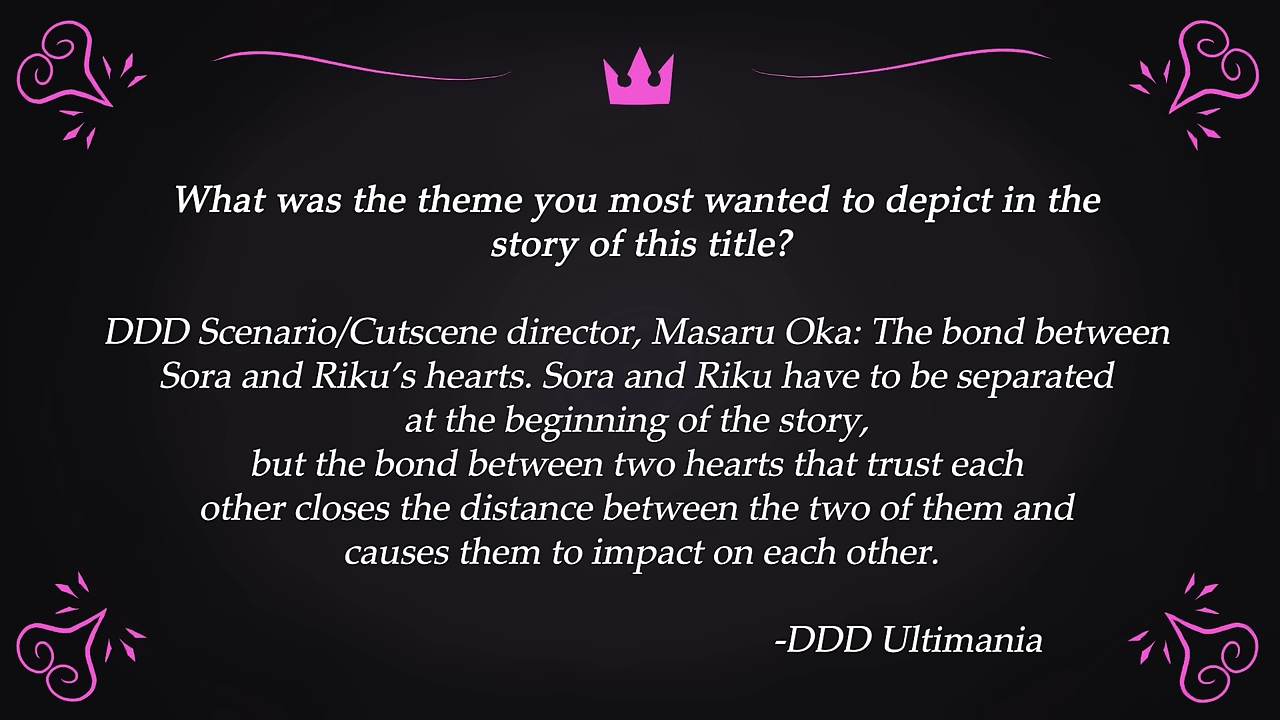 What was the theme you most wanted to depict in the
story of this title?
DDD Scenario/Cutscene director, Masaru Oka: The bond between
Sora and Riku’s hearts. Sora and Riku have to be separated
at the beginning of the story,
but the bond between two hearts that trust each
other closes the distance between the two of them and
causes them to impact on each other.
-DDD Ultimania